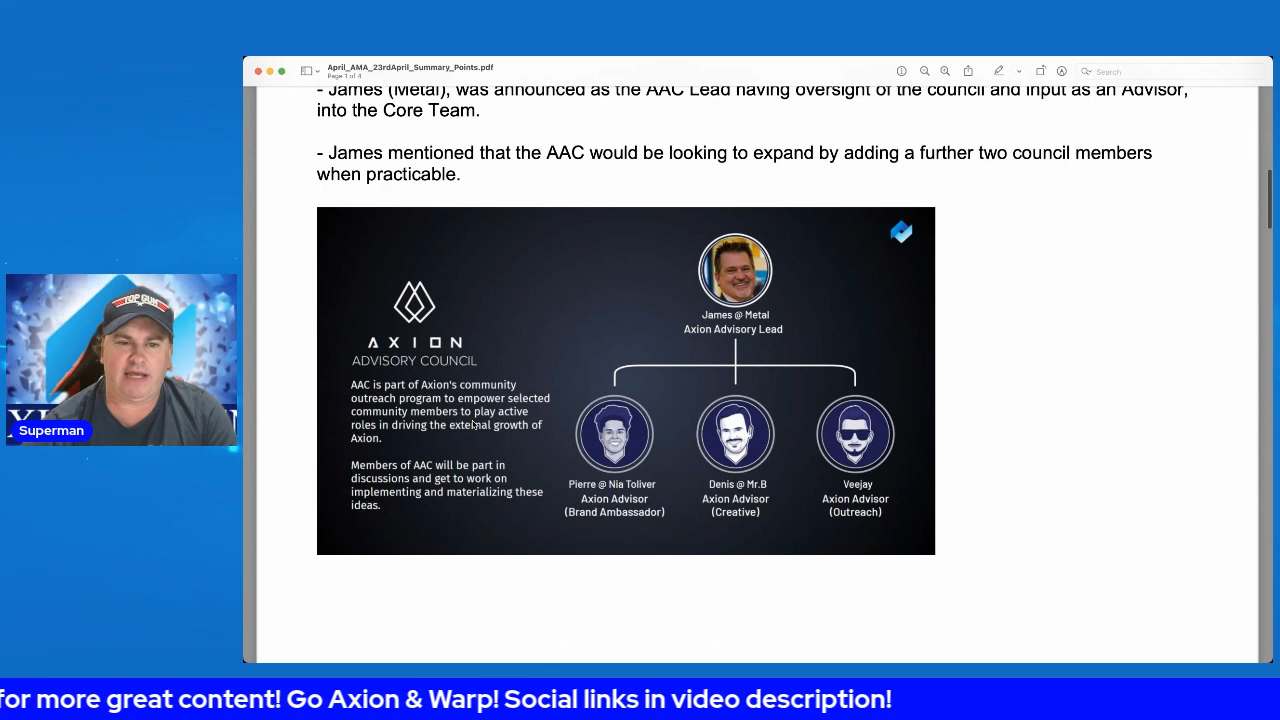 April_AMA_23rdApril_Summary_Points.pdf
Page 1 of 4
Search
- James (Metal), was announced as the AAC Lead having oversight of the council and input as an Advisor,
into the Core Team.
- James mentioned that the AAC would be looking to expand by adding a further two council members
when practicable.
AXION
ADVISORY COUNCIL
AAC is part of Axion's community
outreach program to empower selected
community members to play active
roles in driving the external growth of
Axion.
Members of AAC will be part in
discussions and get to work on
implementing and materializing these
ideas.
James @ Metal
Axion Advisory Lead
Pierre @ Nia Toliver
Axion Advisor
(Brand Ambassador)
Denis @ Mr.B
Axion Advisor
(Creative)
Veejay
Axion Advisor
(Outreach)
TOP GUN
Superman
for more great content! Go Axion & Warp! Social links in video description!